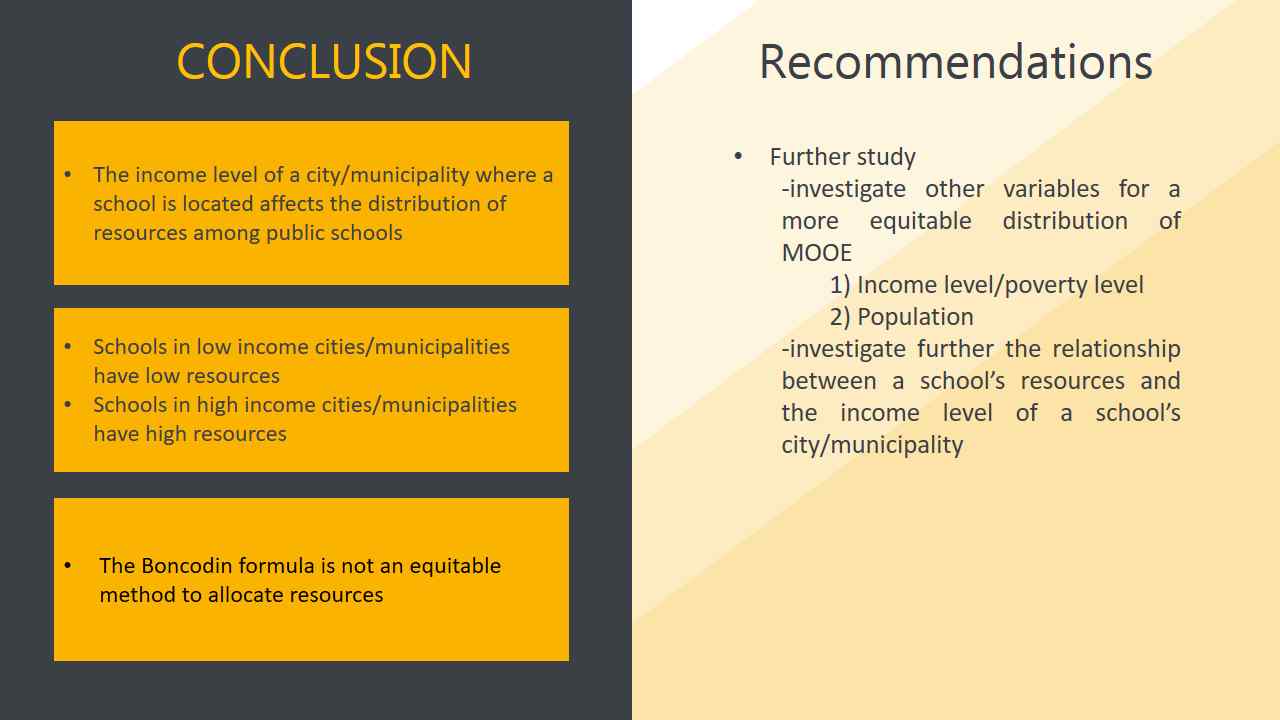 CONCLUSION
• The income level of a city/municipality where a
school is located affects the distribution of
resources among public schools
• Schools in low income cities/municipalities
have low resources
• Schools in high income cities/municipalities
have high resources
• The Boncodin formula is not an equitable
method to allocate resources
Recommendations
• Further study
-investigate other variables for a
more equitable distribution of
MOOE
1) Income level/poverty level
2) Population
-investigate further the relationship
between a school’s resources and
the income level of a school’s
city/municipality